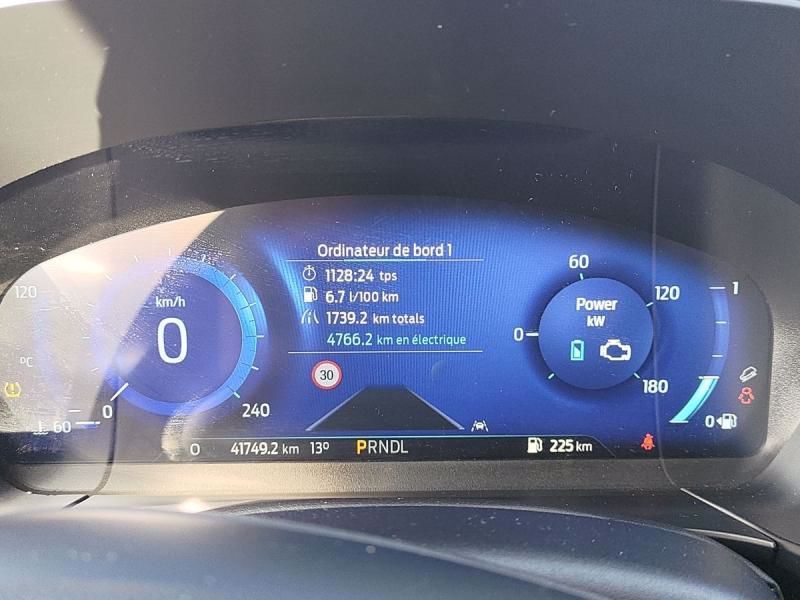 Ordinateur de bord 1
1128:24 tps
6.7 l/100 km
1739.2 km totals
4766.2 km en électrique
120
km/h
0
°C
60
0
240
30
60
0
Power
kW
120
180
1
0
O 41749.2 km 13° PRNDL 225 km